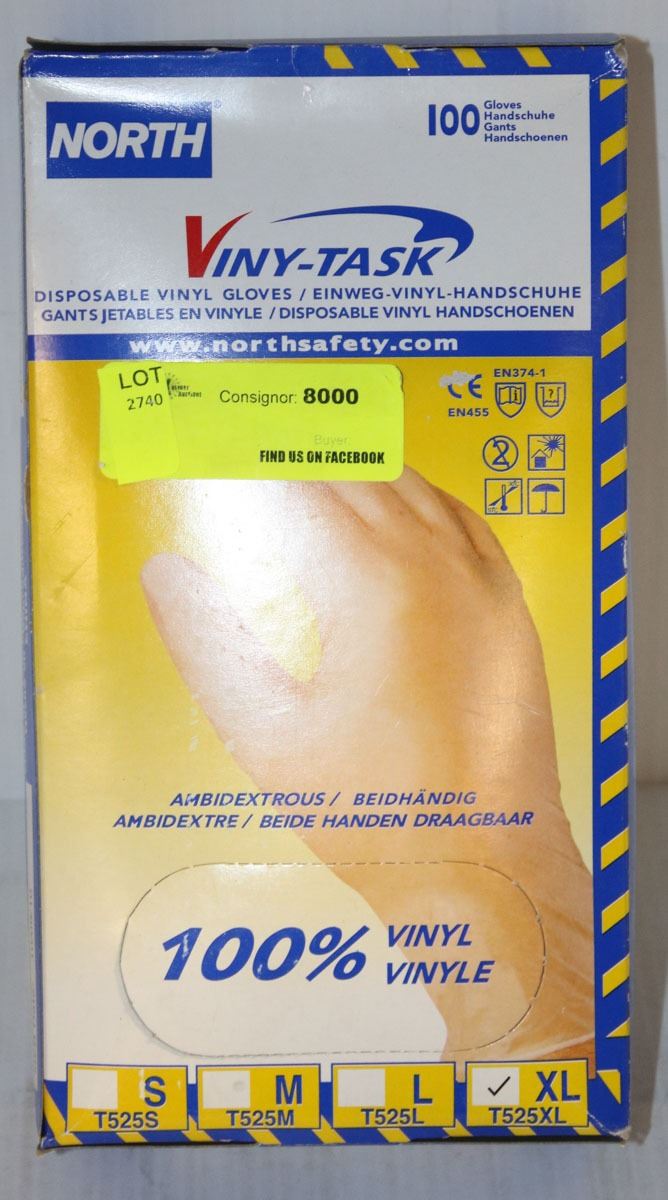 NORTH®
100 Gloves
Handschuhe
Gants
Handschoenen
VINY-TASK
DISPOSABLE VINYL GLOVES / EINWEG-VINYL-HANDSCHUHE
GANTS JETABLES EN VINYLE / DISPOSABLE VINYL HANDSCHOENEN
www.northsafety.com
LOT
2740
Consignor: 8000
Buyer:
FIND US ON FACEBOOK
CE
EN455
EN374-1
2
AMBIDEXTROUS / BEIDHÄNDIG
AMBIDEXTRE / BEIDE HANDEN DRAAGBAAR
100% VINYL
VINYLE
S
T525S
M
T525M
L
T525L
✓ XL
T525XL